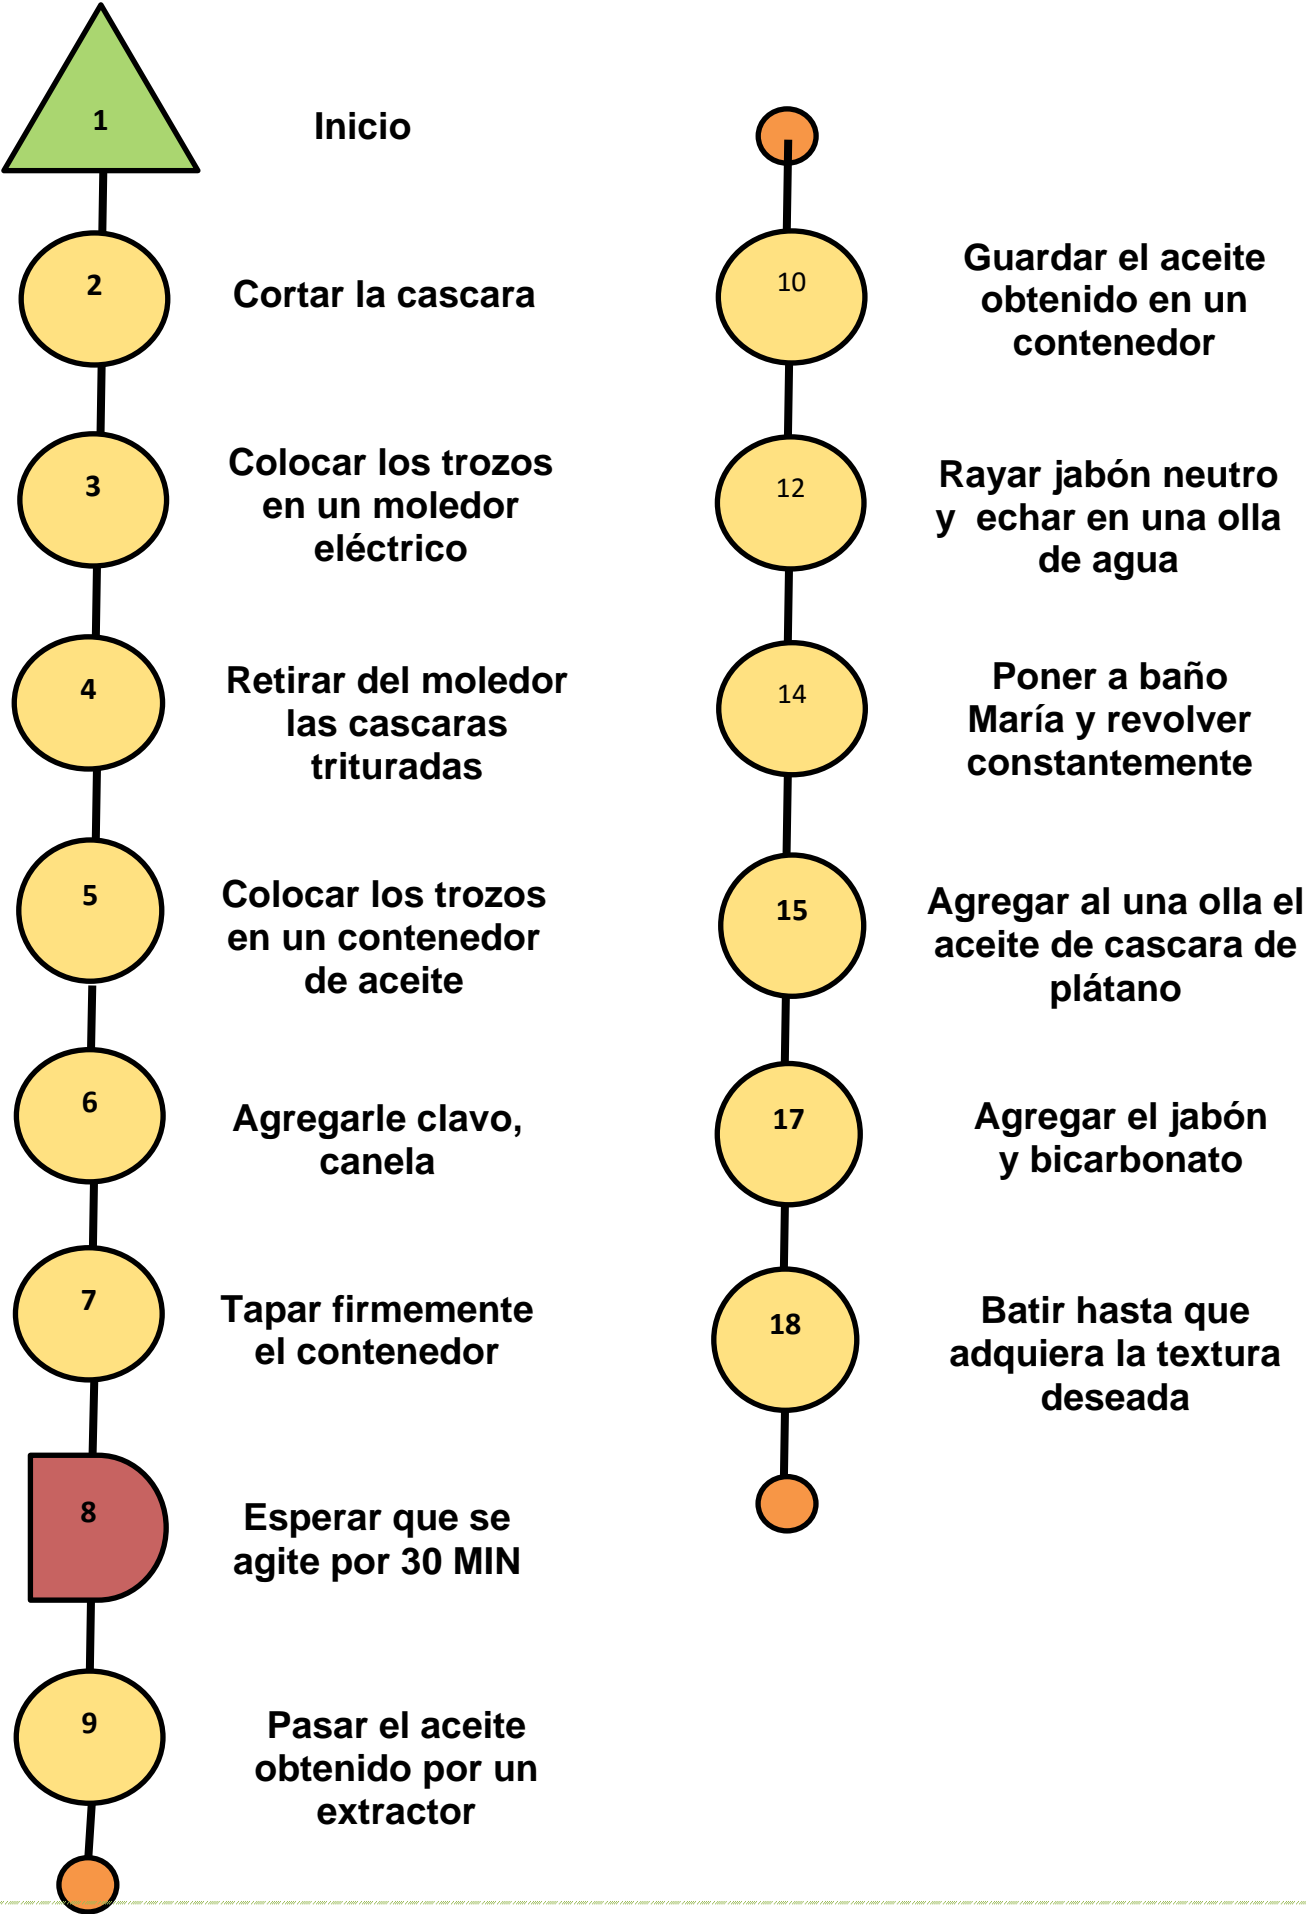 1
Inicio
2
Cortar la cascara
3
Colocar los trozos
en un moledor
eléctrico
4
Retirar del moledor
las cascaras
trituradas
5
Colocar los trozos
en un contenedor
de aceite
6
Agregarle clavo,
canela
7
Tapar firmemente
el contenedor
8
Esperar que se
agite por 30 MIN
9
Pasar el aceite
obtenido por un
extractor
10
Guardar el aceite
obtenido en un
contenedor
12
Rayar jabón neutro
y echar en una olla
de agua
14
Poner a baño
María y revolver
constantemente
15
Agregar al una olla el
aceite de cascara de
plátano
17
Agregar el jabón
y bicarbonato
18
Batir hasta que
adquiera la textura
deseada